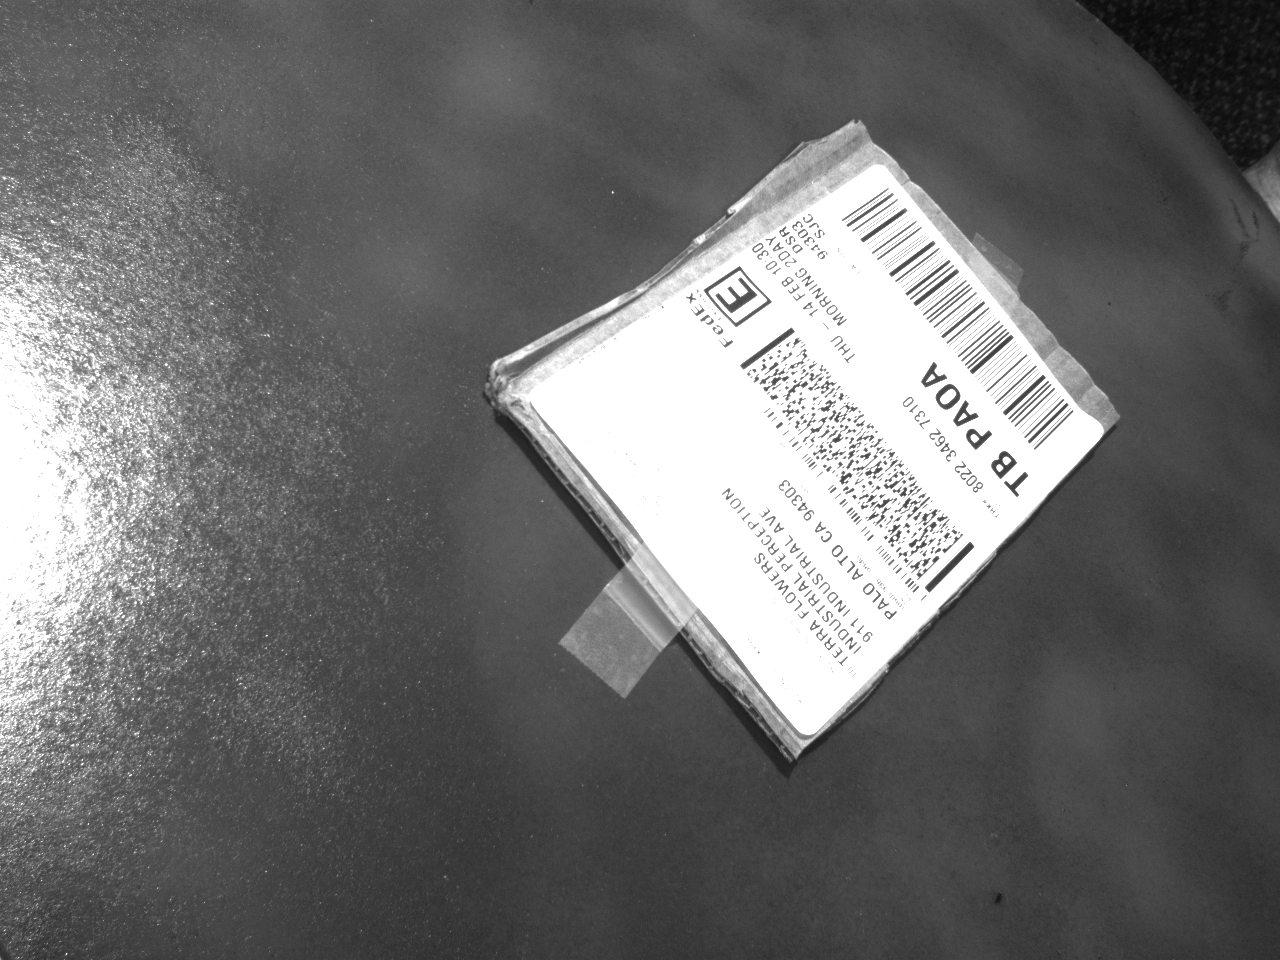 TERRA FLOWERS
INDUSTRIAL PERCEPTION
911 INDUSTRIAL AVE
PALO ALTO CA 94303
FedEx
E
TRK#
8022 3462 7310
THU - 14 FEB 10:30
MORNING 2DAY
DSR
94303
SJC
TB PAOA